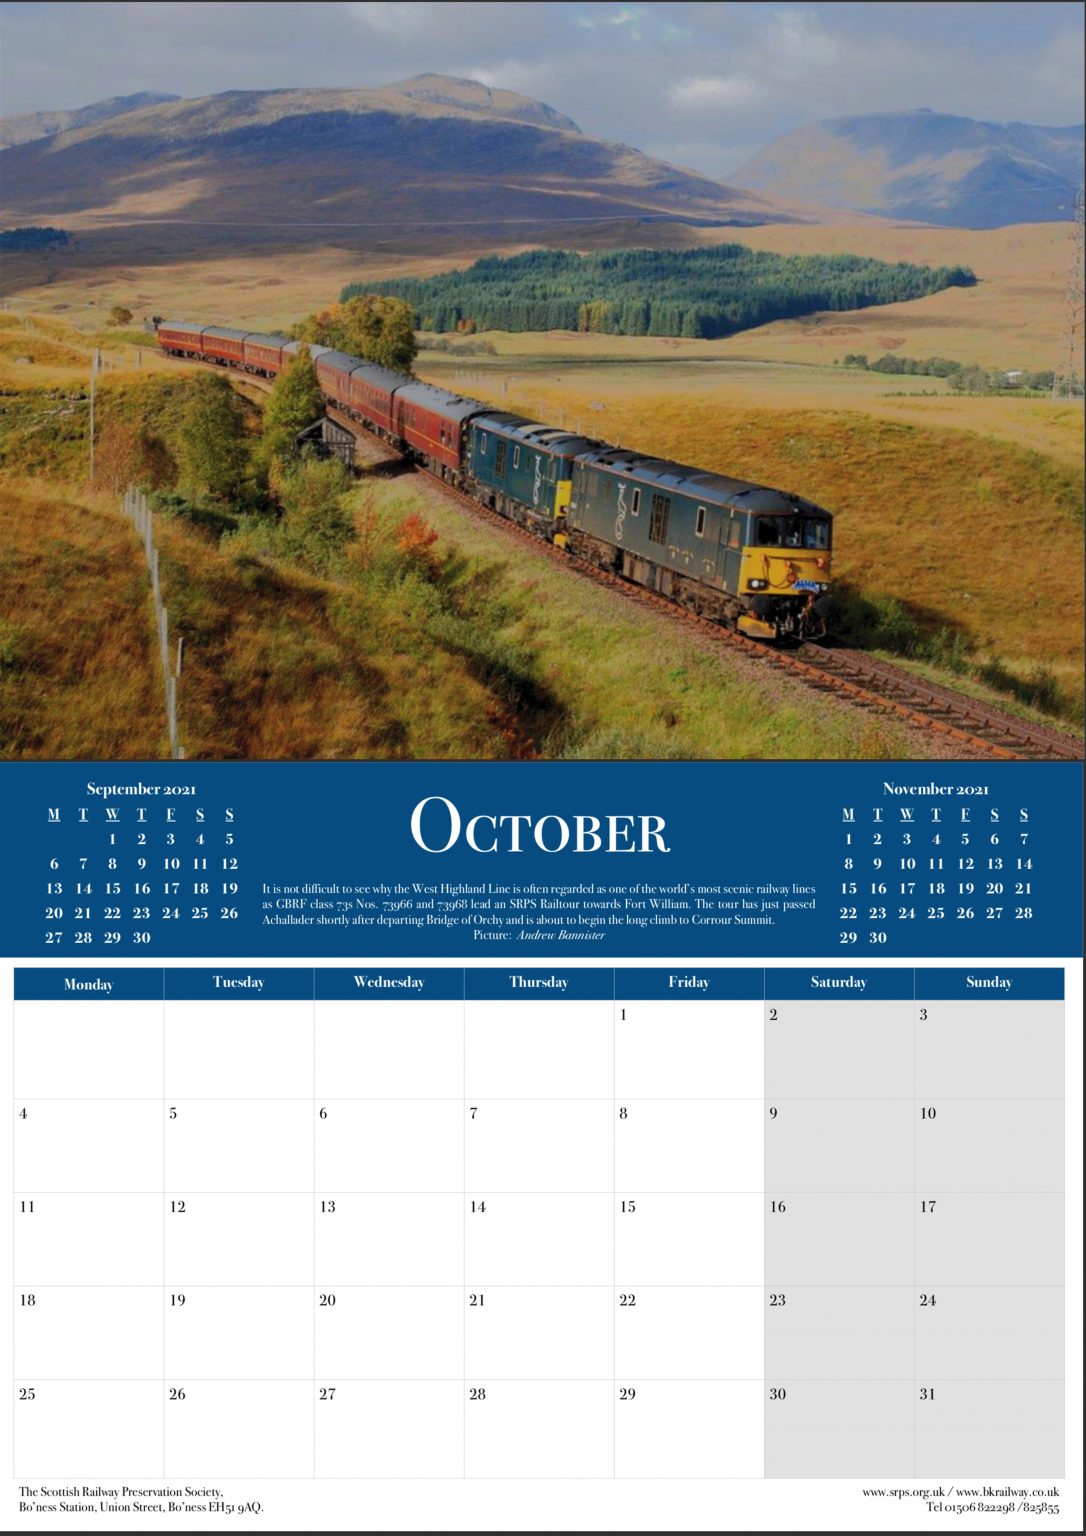 September 2021
M T W T F S S
1 2 3 4 5
6 7 8 9 10 11 12
13 14 15 16 17 18 19
20 21 22 23 24 25 26
27 28 29 30
OCTOBER
It is not difficult to see why the West Highland Line is often regarded as one of the world's most scenic railway lines
as GBRF class 73s Nos. 73966 and 73968 lead an SRPS Railtour towards Fort William. The tour has just passed
Achallader shortly after departing Bridge of Orchy and is about to begin the long climb to Corrour Summit.
Picture: Andrew Bannister
November 2021
M T W T F S S
1 2 3 4 5 6 7
8 9 10 11 12 13 14
15 16 17 18 19 20 21
22 23 24 25 26 27 28
29 30
Monday Tuesday Wednesday Thursday Friday Saturday Sunday
1 2 3
4 5 6 7 8 9 10
11 12 13 14 15 16 17
18 19 20 21 22 23 24
25 26 27 28 29 30 31
The Scottish Railway Preservation Society,
Bo'ness Station, Union Street, Bo'ness EH51 9AQ.
www.srps.org.uk / www.bkrailway.co.uk
Tel 01506 822298 /825855